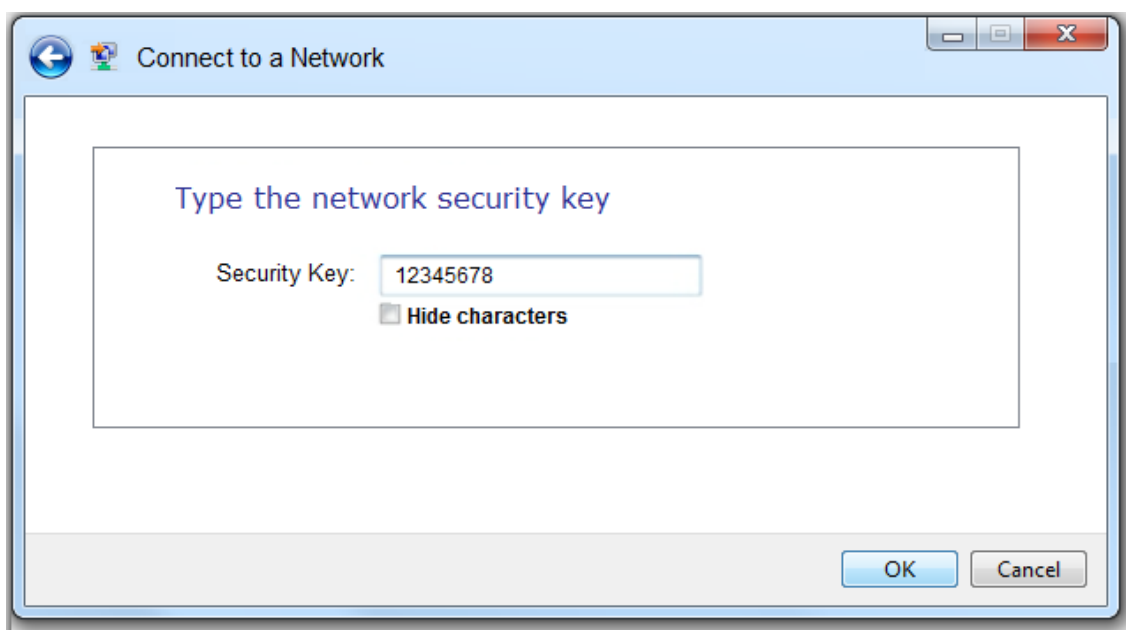 Connect to a Network
Type the network security key
Security Key: 12345678
Hide characters
OK Cancel